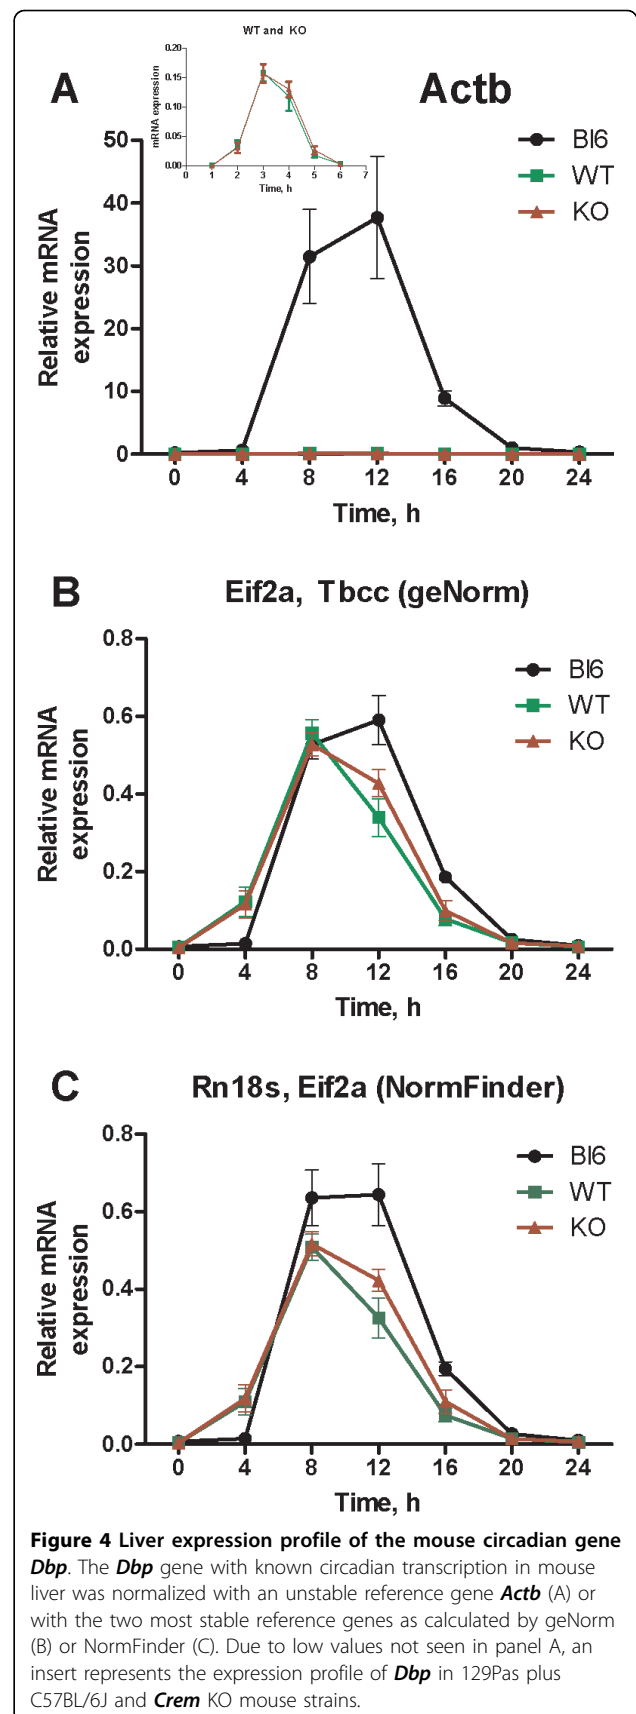 WT and KO
A
Actb
mRNA expression
0.20
0.15
0.10
0.05
0.00
0 1 2 3 4 5 6 7
Time, h
Bl6
WT
KO
Relative mRNA
expression
50
40
30
20
10
0
0 4 8 12 16 20 24
Time, h
B
Eif2a, Tbcc (geNorm)
Bl6
WT
KO
Relative mRNA
expression
0.8
0.6
0.4
0.2
0.0
0 4 8 12 16 20 24
Time, h
C
Rn18s, Eif2a (NormFinder)
Bl6
WT
KO
Relative mRNA
expression
0.8
0.6
0.4
0.2
0.0
0 4 8 12 16 20 24
Time, h
Figure 4 Liver expression profile of the mouse circadian gene
Dbp. The Dbp gene with known circadian transcription in mouse
liver was normalized with an unstable reference gene Actb (A) or
with the two most stable reference genes as calculated by geNorm
(B) or NormFinder (C). Due to low values not seen in panel A, an
insert represents the expression profile of Dbp in 129Pas plus
C57BL/6J and Crem KO mouse strains.